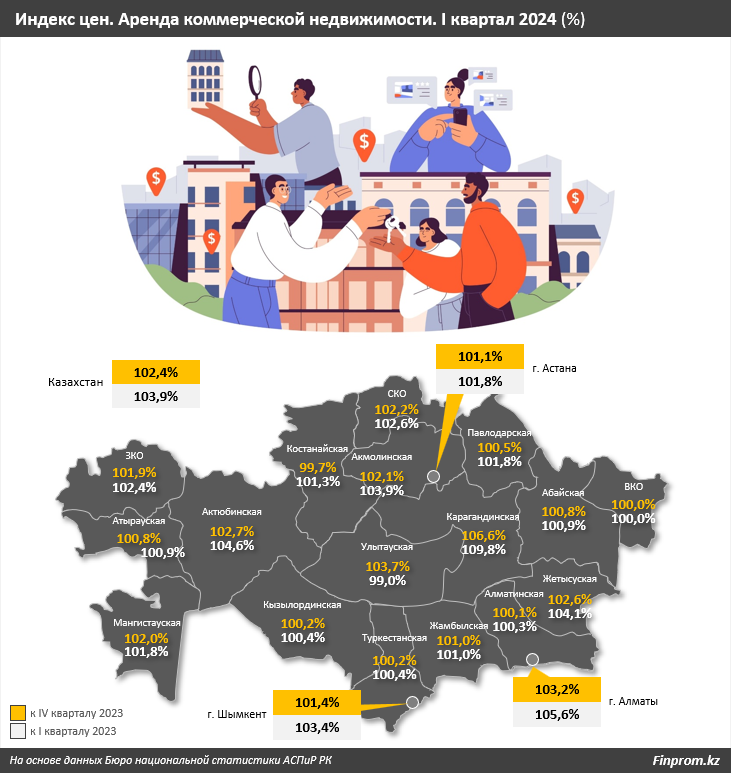 Индекс цен. Аренда коммерческой недвижимости. I квартал 2024 (%)
$
$
$
$
Казахстан
102,4%
103,9%
101,1%
101,8%
г. Астана
СКО
102,2%
102,6%
Павлодарская
100,5%
101,8%
Костанайская
99,7%
101,3%
Акмолинская
102,1%
103,9%
ЗКО
101,9%
102,4%
ВКО
100,0%
100,0%
Абайская
100,8%
100,9%
Атырауская
100,8%
100,9%
Актюбинская
102,7%
104,6%
Карагандинская
106,6%
109,8%
Улытауская
103,7%
99,0%
Жетысуская
102,6%
104,1%
Алматинская
100,1%
100,3%
Кызылординская
100,2%
100,4%
Мангистауская
102,0%
101,8%
Жамбылская
101,0%
101,0%
Туркестанская
100,2%
100,4%
г. Шымкент
101,4%
103,4%
103,2%
105,6%
г. Алматы
к IV кварталу 2023
к I кварталу 2023
На основе данных Бюро национальной статистики АСПиР РК
Finprom.kz